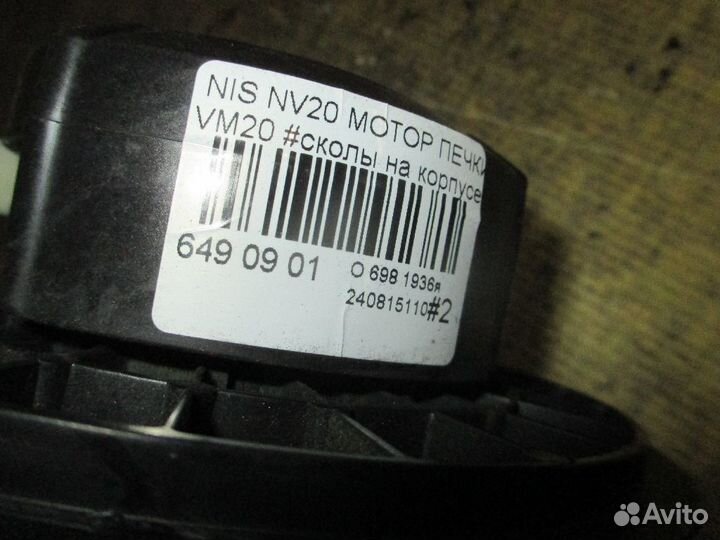 NIS NV20 МОТОР ПЕЧКИ
VM20 #сколы на корпусе
649 09 01
О 698 1936я
240815110#2
Avito